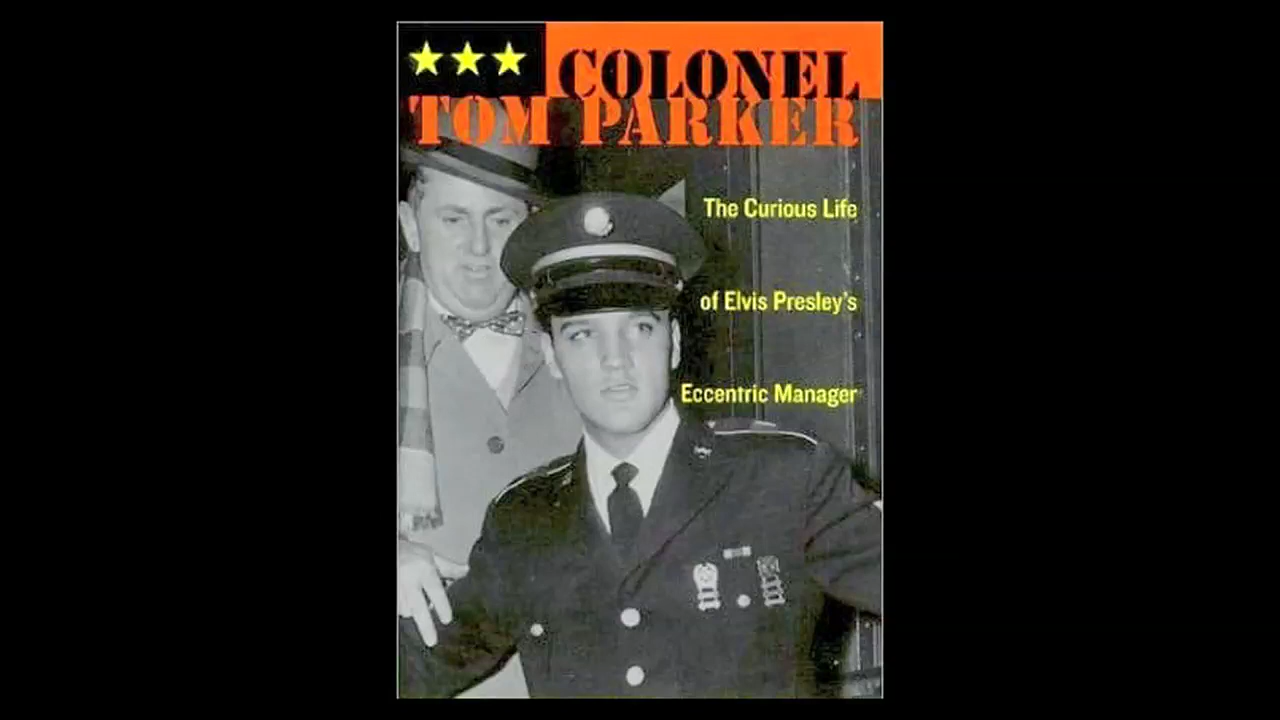 COLONEL
TOM PARKER
The Curious Life
of Elvis Presley's
Eccentric Manager